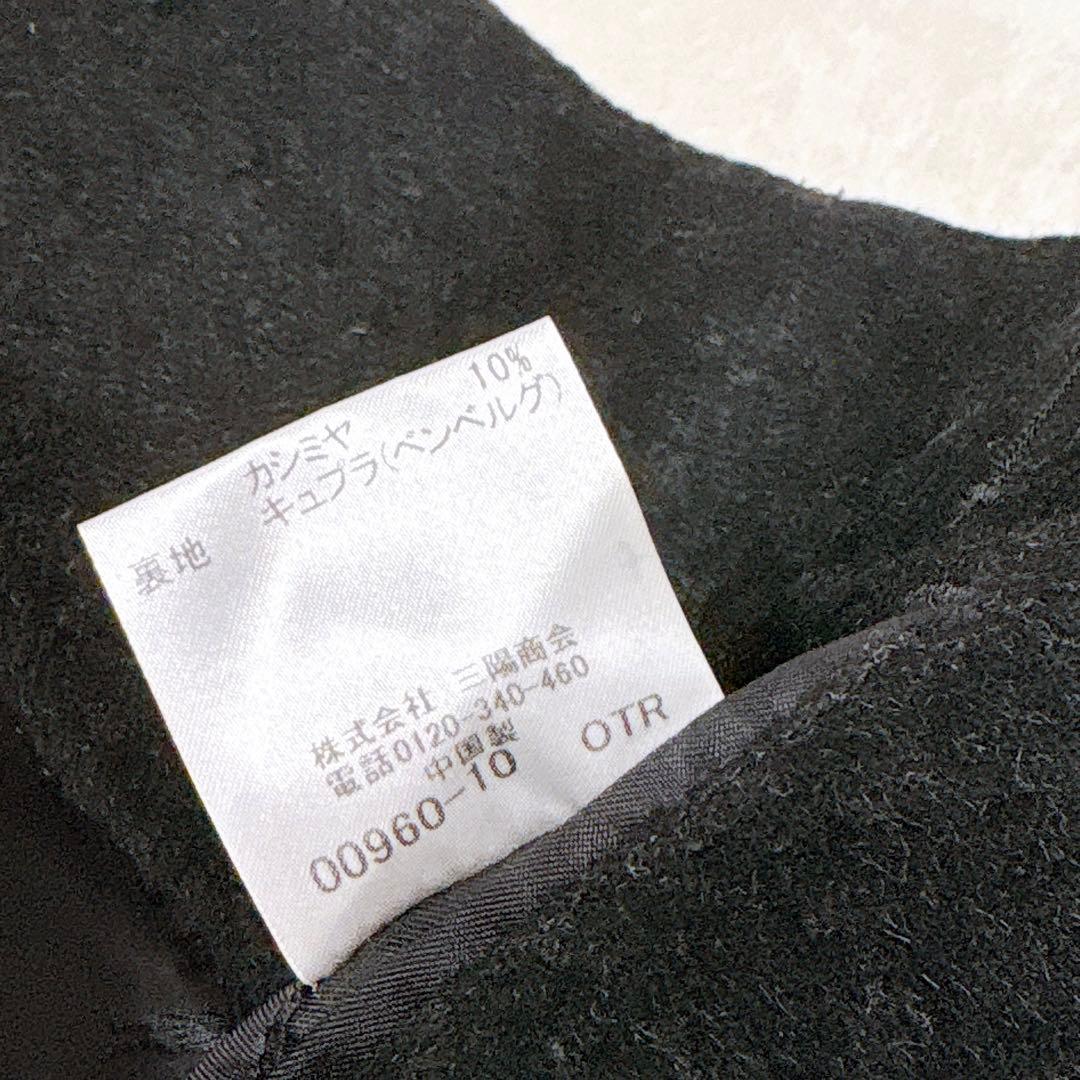 カシミヤ 10%
裏地 キュプラ(ベンベルグ)
株式会社 三陽商会
電話0120-340-460
中国製
00960-10 OTR